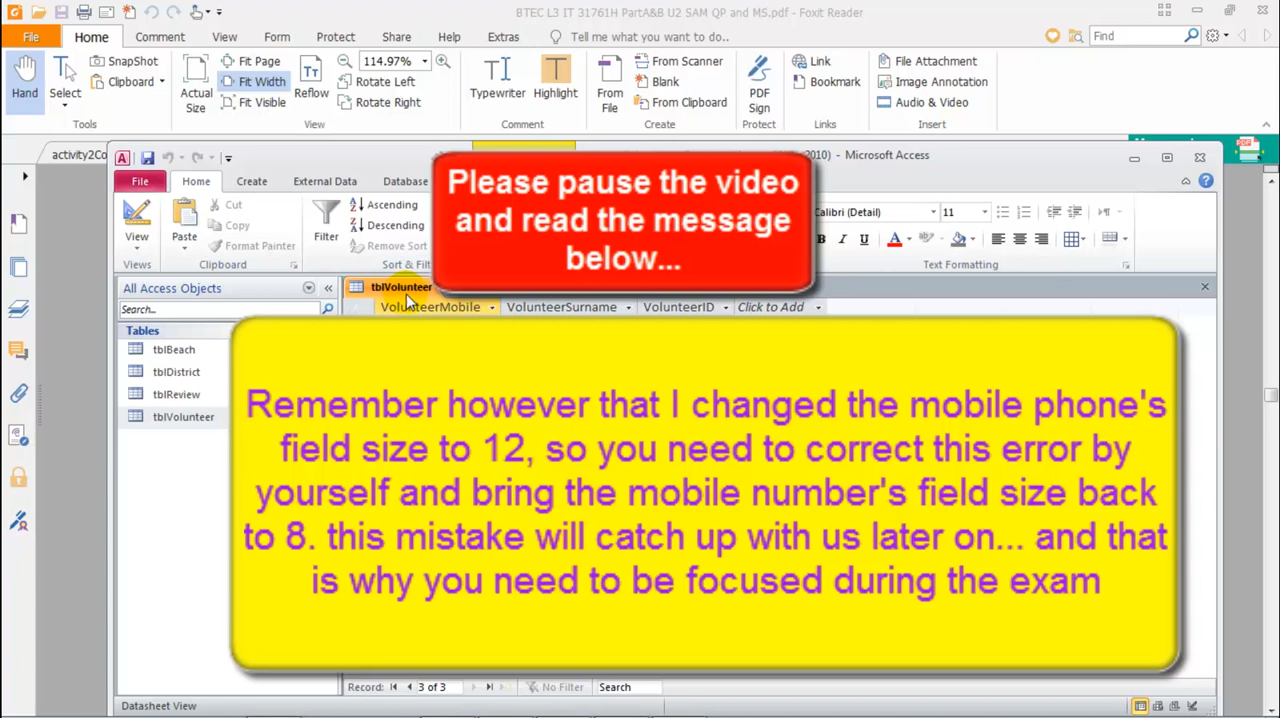 BTEC L3 IT 31761H PartA&B U2 SAM QP and MS.pdf - Foxit Reader
File Home Comment View Form Protect Share Help Extras Tell me what you want to do.. Find
Hand
Select
SnapShot
Clipboard
Tools
Actual Size
Fit Page
Fit Width
Fit Visible
Reflow
114.97%
Rotate Left
Rotate Right
View
Typewriter
Highlight
Comment
From File
From Scanner
Blank
From Clipboard
Create
PDF Sign
Protect
Link
Bookmark
Links
File Attachment
Image Annotation
Audio & Video
Insert
2010) - Microsoft Access
File Home Create External Data Database
View
Views
Paste
Cut
Copy
Format Painter
Clipboard
Filter
Ascending
Descending
Remove Sort
Calibri (Detail) 11
B I U
Text Formatting
Please pause the video
and read the message
below...
All Access Objects
Search...
Tables
tblBeach
tblDistrict
tblReview
tblVolunteer
tblVolunteer
VolunteerMobile VolunteerSurname VolunteerID Click to Add
Remember however that I changed the mobile phone's
field size to 12, so you need to correct this error by
yourself and bring the mobile number's field size back
to 8. this mistake will catch up with us later on... and that
is why you need to be focused during the exam
Record: 3 of 3 No Filter Search
Datasheet View